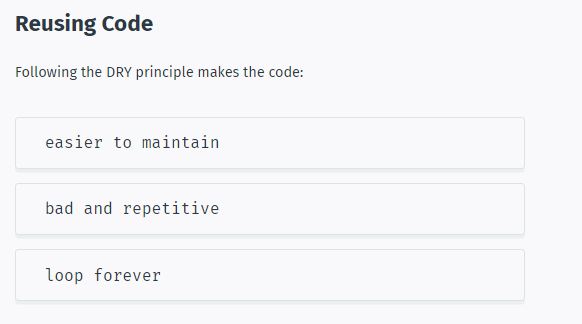 Reusing Code
Following the DRY principle makes the code:
easier to maintain
bad and repetitive
loop forever